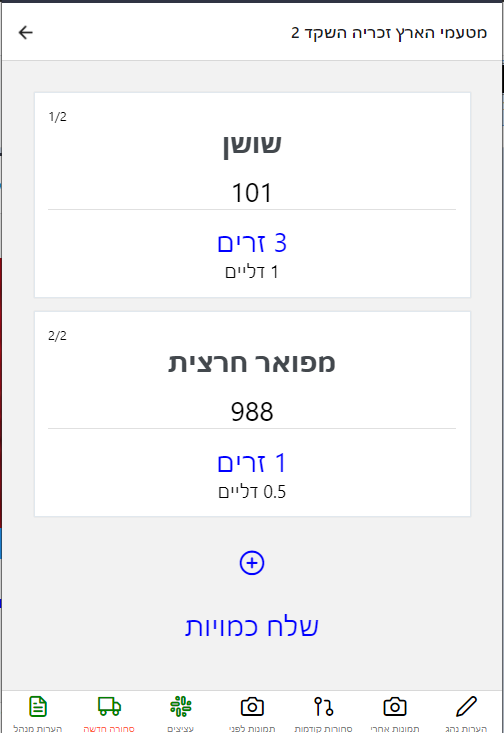 מטעמי הארץ זכריה השקד 2
1/2
שושן
101
3 זרים
1 דליים
2/2
מפואר חרצית
988
1 זרים
0.5 דליים
שלח כמויות
הערות נהג
תמונות אחרי
סחורות קודמות
תמונות לפני
עציצים
סחורה חדשה
הערות מנהל